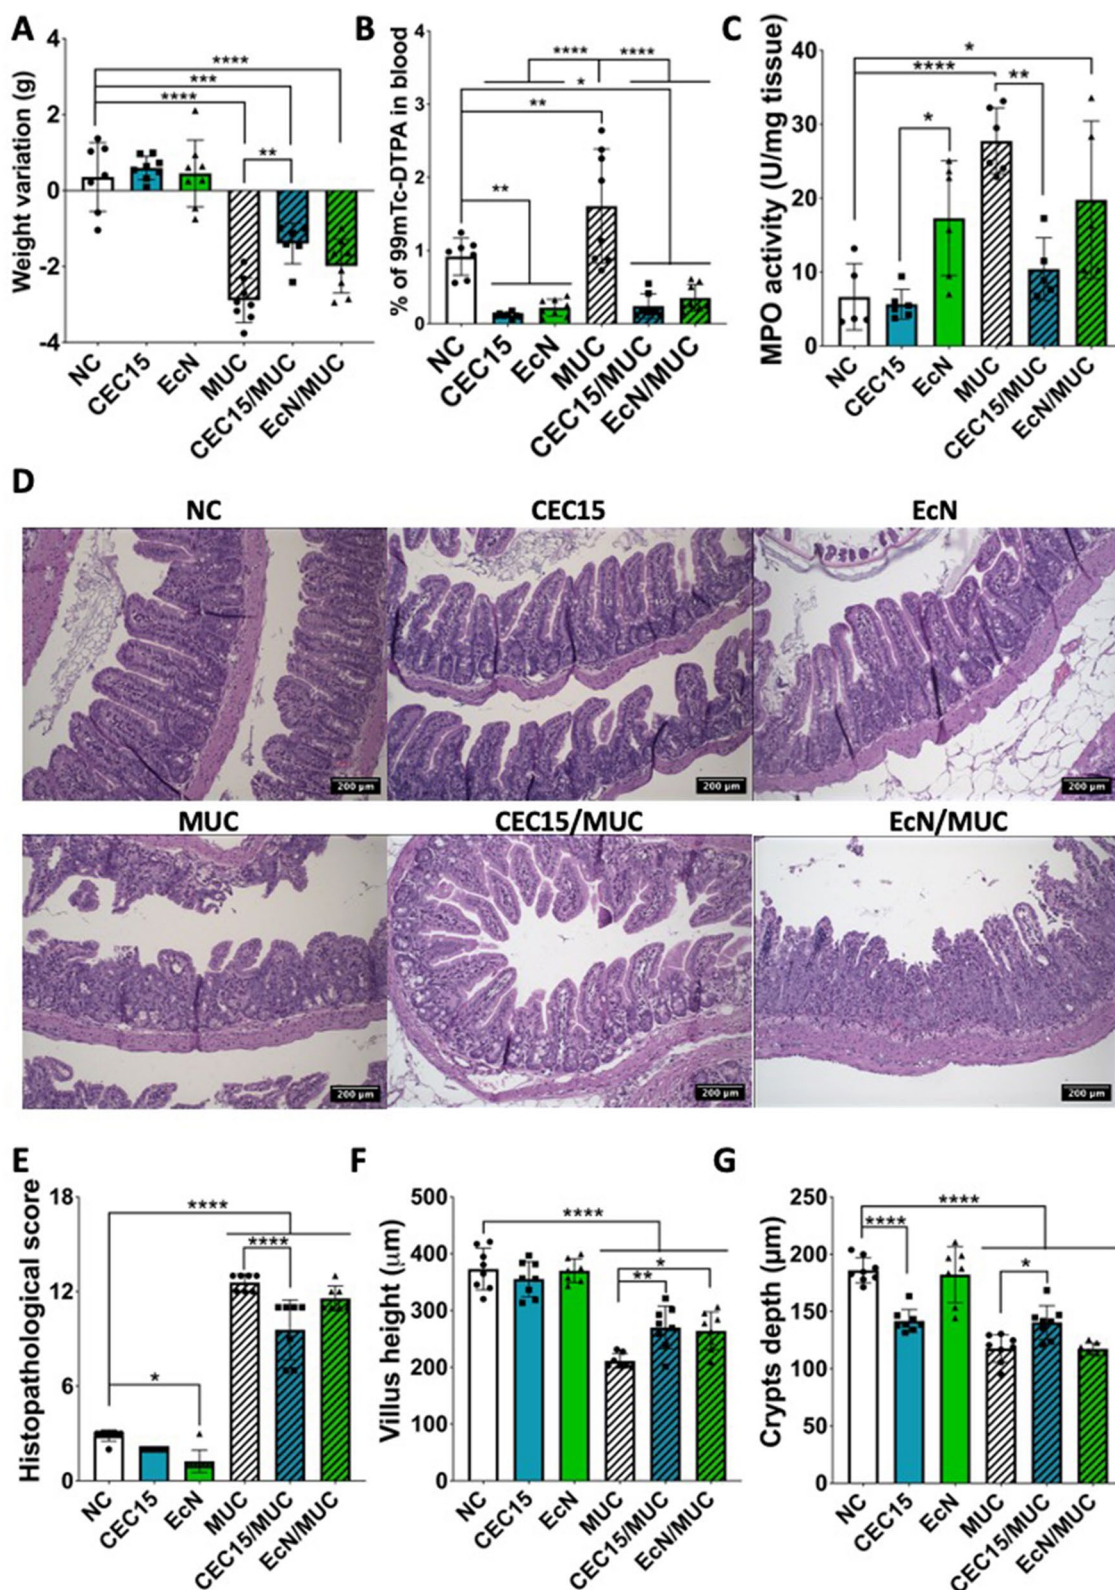 A
Weight variation (g)
4
2
0
-2
-4
****
***
****
**
NC
CEC15
EcN
MUC
CEC15/MUC
EcN/MUC
B
% of 99mTc-DTPA in blood
4
3
2
1
0
**** ****
*
**
**
NC
CEC15
EcN
MUC
CEC15/MUC
EcN/MUC
C
MPO activity (U/mg tissue)
40
30
20
10
0
*
****
**
*
NC
CEC15
EcN
MUC
CEC15/MUC
EcN/MUC
D
NC CEC15 EcN
200 µm 200 µm 200 µm
MUC CEC15/MUC EcN/MUC
200 µm 200 µm 200 µm
E
Histopathological score
18
12
6
0
****
****
*
NC
CEC15
EcN
MUC
CEC15/MUC
EcN/MUC
F
Villus height (µm)
500
400
300
200
100
0
****
*
**
NC
CEC15
EcN
MUC
CEC15/MUC
EcN/MUC
G
Crypts depth (µm)
250
200
150
100
50
0
****
****
*
NC
CEC15
EcN
MUC
CEC15/MUC
EcN/MUC